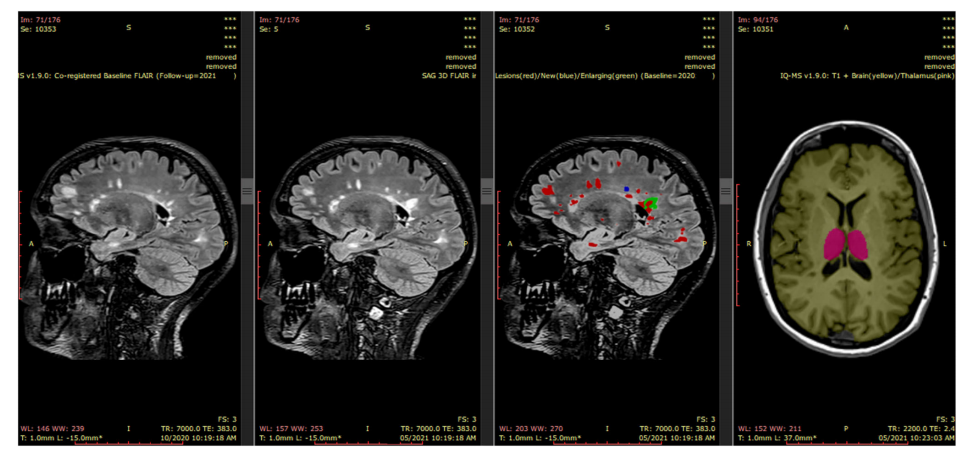 Im: 71/176
***
Se: 10353
S
***
***
***
removed
removed
IS v1.9.0: Co-registered Baseline FLAIR (Follow-up=2021 )
A
P
FS: 3
WL: 146 WW: 239
I
TR: 7000.0 TE: 383.0
T: 1.0mm L: -15.0mm*
10/2020 10:19:18 AM
Im: 71/176
***
Se: 5
S
***
***
***
removed
removed
SAG 3D FLAIR ir
A
P
FS: 3
WL: 157 WW: 253
I
TR: 7000.0 TE: 383.0
T: 1.0mm L: -15.0mm*
05/2021 10:19:18 AM
Im: 71/176
***
Se: 10352
S
***
***
***
removed
removed
Lesions(red)/New(blue)/Enlarging(green) (Baseline=2020 )
A
P
FS: 3
WL: 203 WW: 270
I
TR: 7000.0 TE: 383.0
T: 1.0mm L: -15.0mm*
05/2021 10:19:18 AM
Im: 94/176
***
Se: 10351
A
***
***
***
removed
removed
IQ-MS v1.9.0: T1 + Brain(yellow)/Thalamus(pink)
R
L
FS: 3
WL: 152 WW: 211
P
TR: 2200.0 TE: 2.4
T: 1.0mm L: 37.0mm*
05/2021 10:23:03 AM